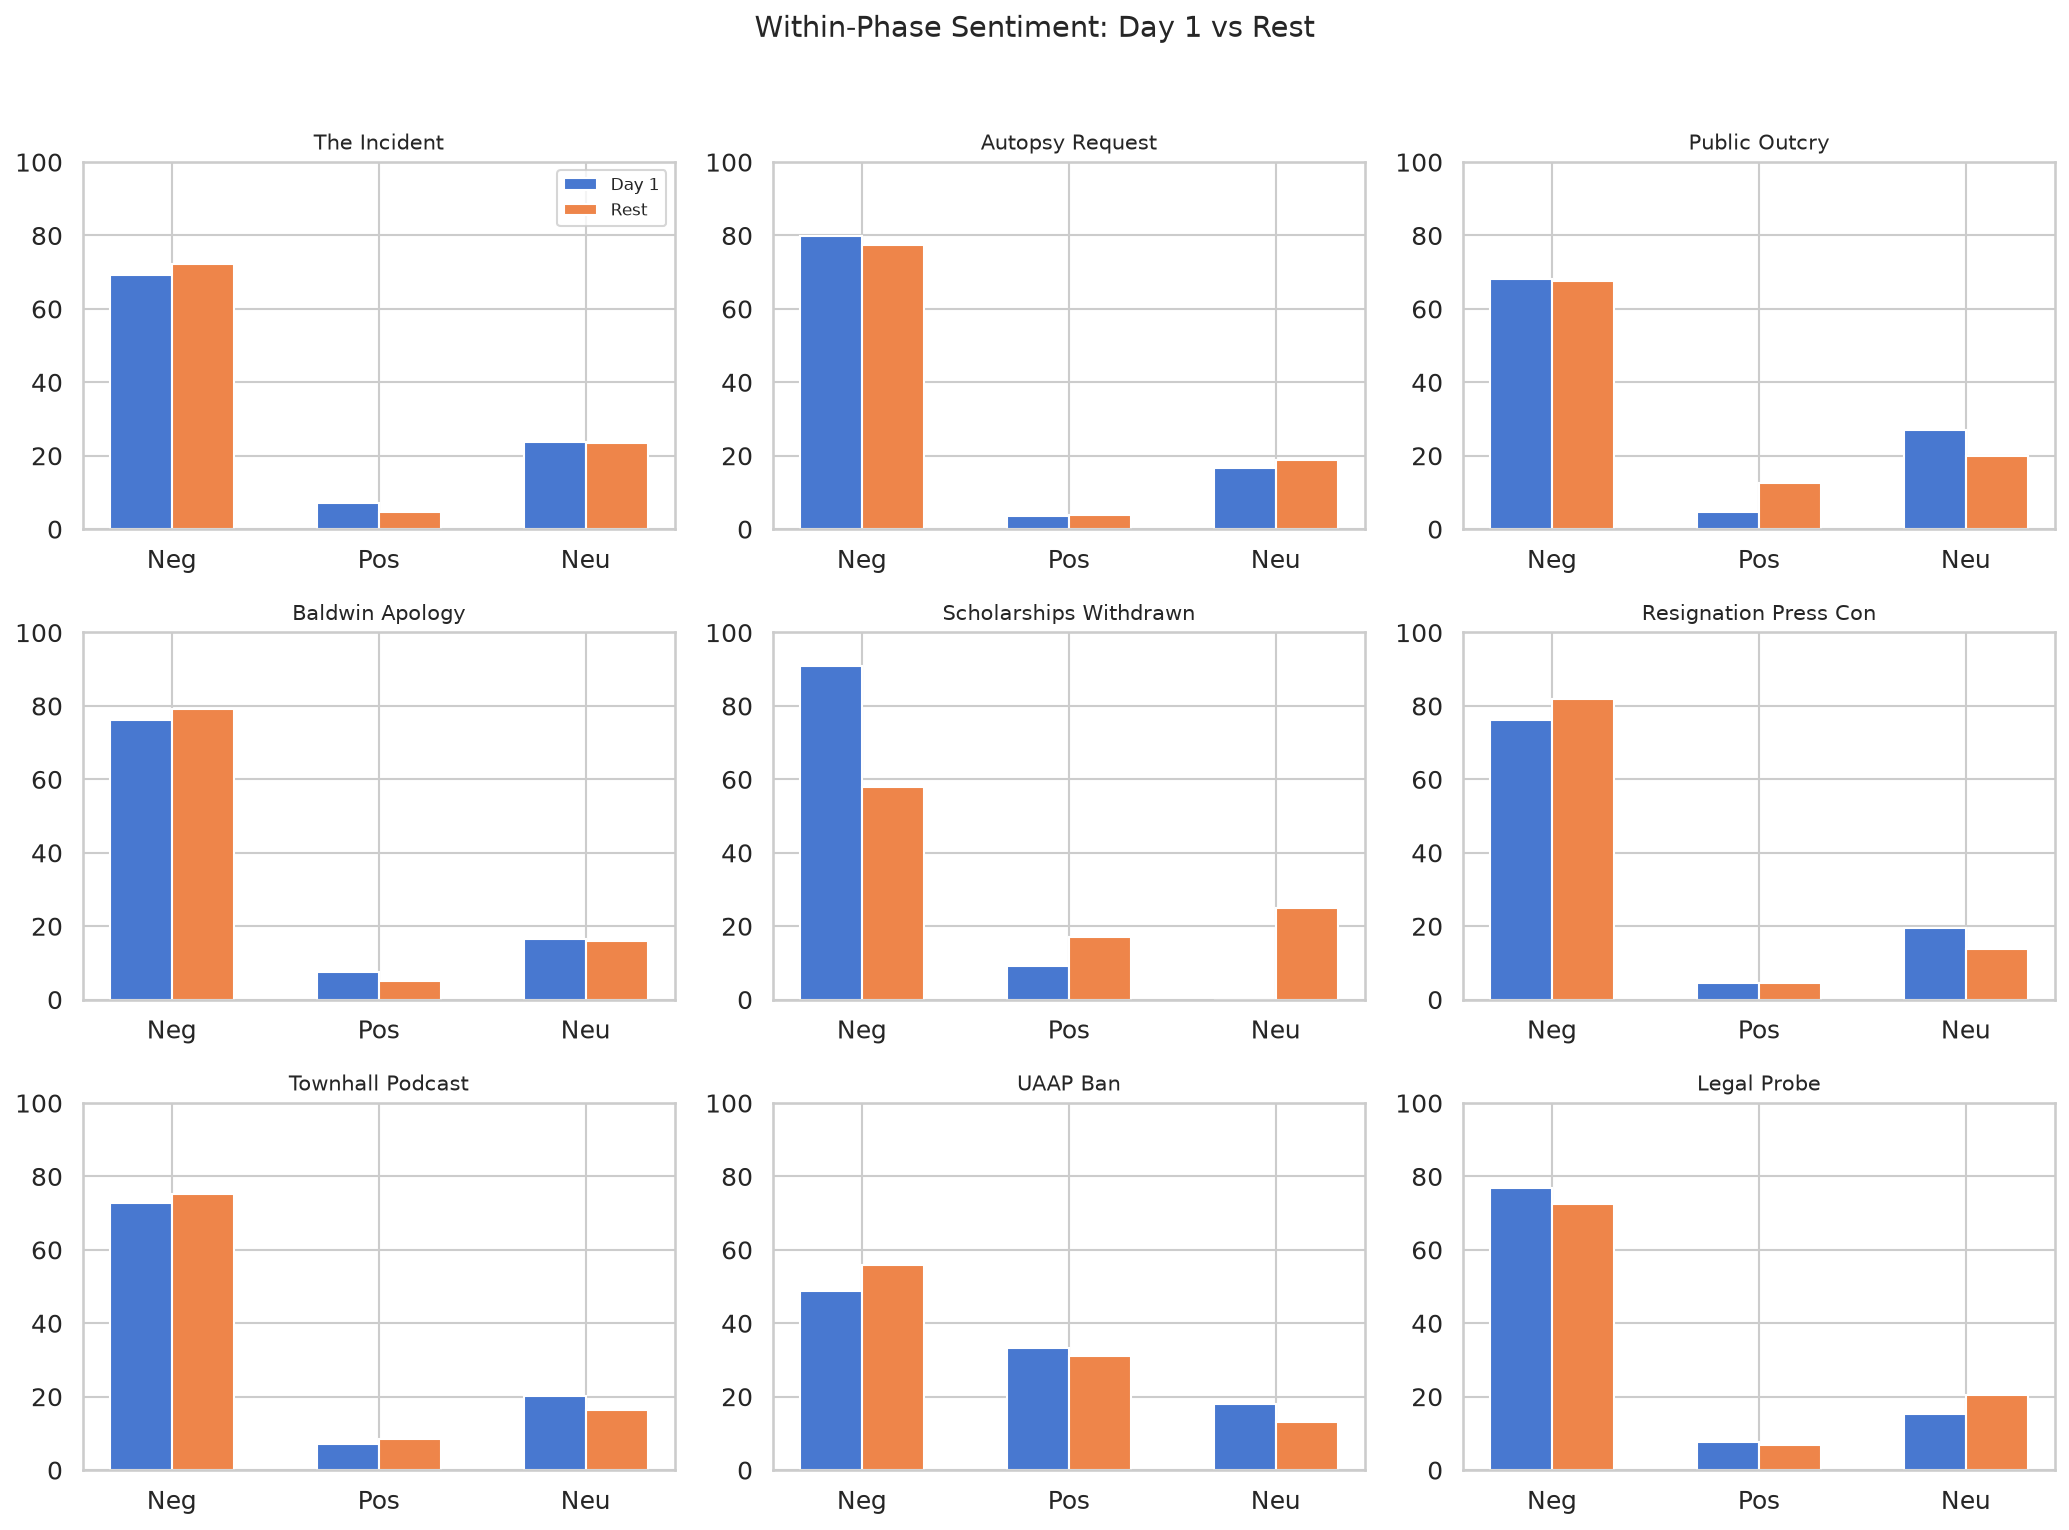 Within-Phase Sentiment: Day 1 vs Rest
The Incident
100
80
60
40
20
0
Neg Pos Neu
Day 1
Rest
Autopsy Request
100
80
60
40
20
0
Neg Pos Neu
Public Outcry
100
80
60
40
20
0
Neg Pos Neu
Baldwin Apology
100
80
60
40
20
0
Neg Pos Neu
Scholarships Withdrawn
100
80
60
40
20
0
Neg Pos Neu
Resignation Press Con
100
80
60
40
20
0
Neg Pos Neu
Townhall Podcast
100
80
60
40
20
0
Neg Pos Neu
UAAP Ban
100
80
60
40
20
0
Neg Pos Neu
Legal Probe
100
80
60
40
20
0
Neg Pos Neu